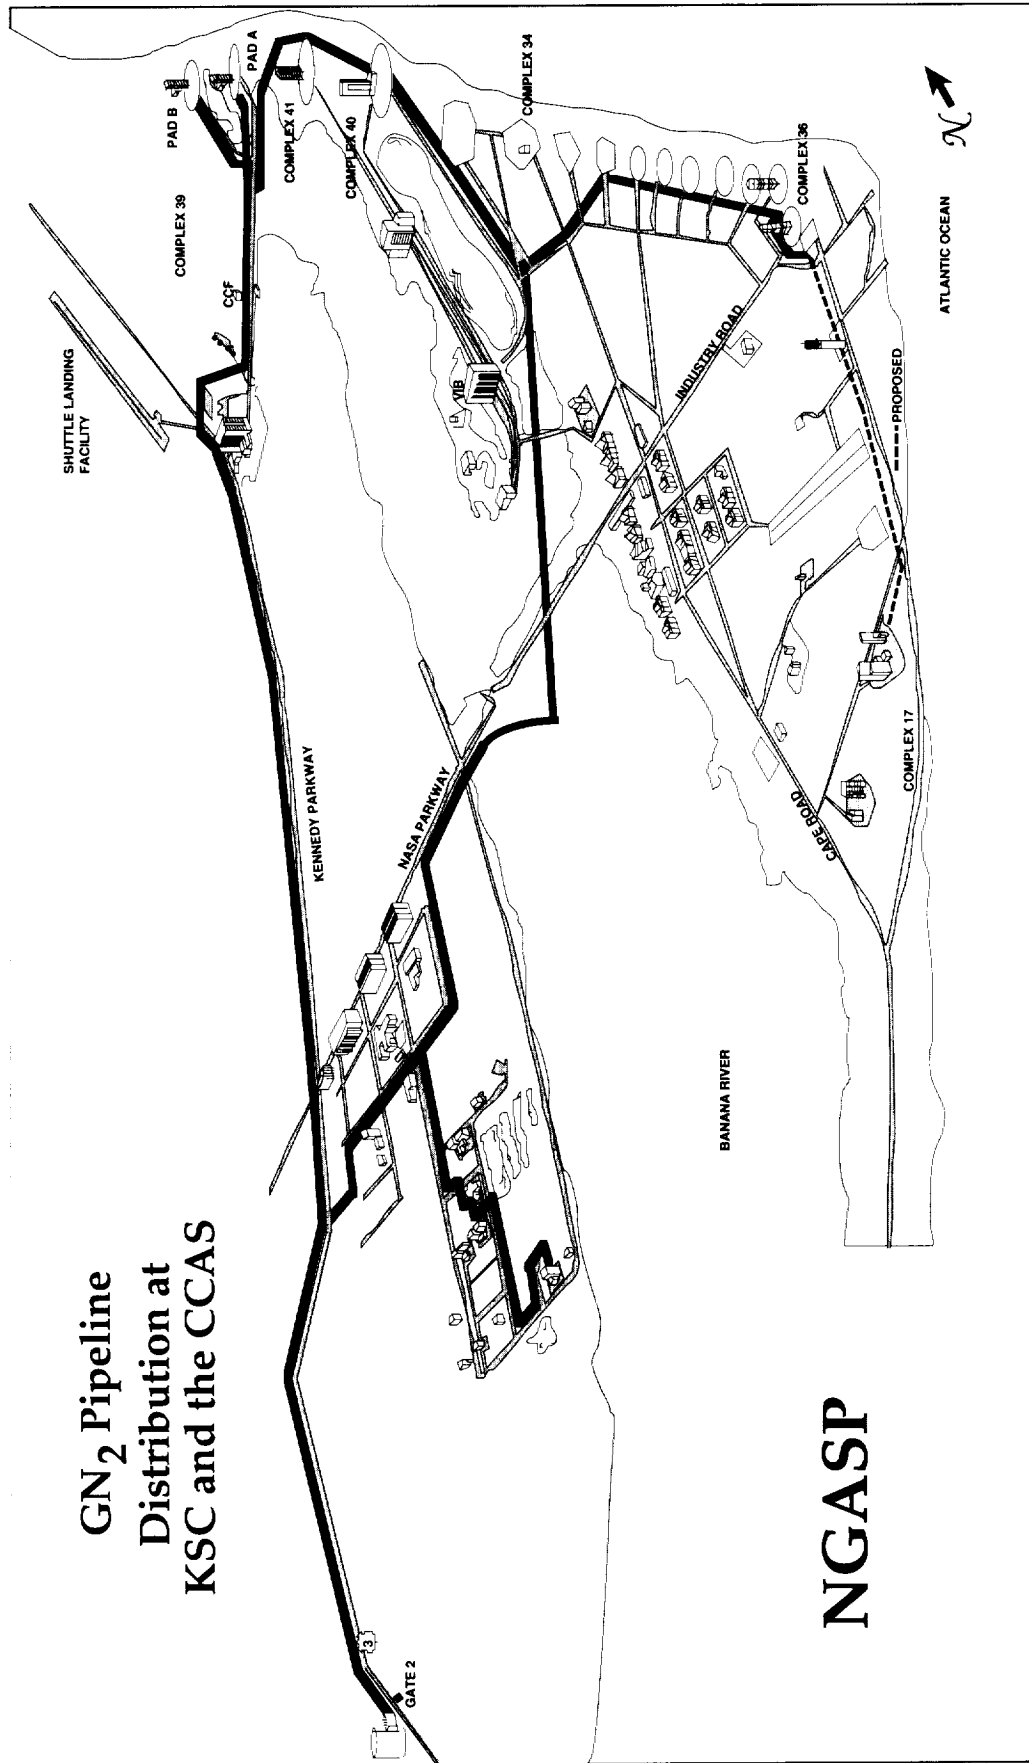 GN2 Pipeline
Distribution at
KSC and the CCAS
SHUTTLE LANDING
FACILITY
COMPLEX 39
PAD B
PAD A
CCF
COMPLEX 41
COMPLEX 40
COMPLEX 34
COMPLEX 36
VIB
KENNEDY PARKWAY
NASA PARKWAY
INDUSTRY ROAD
PROPOSED
CAPE ROAD
COMPLEX 17
ATLANTIC OCEAN
N
BANANA RIVER
3
GATE 2
NGASP